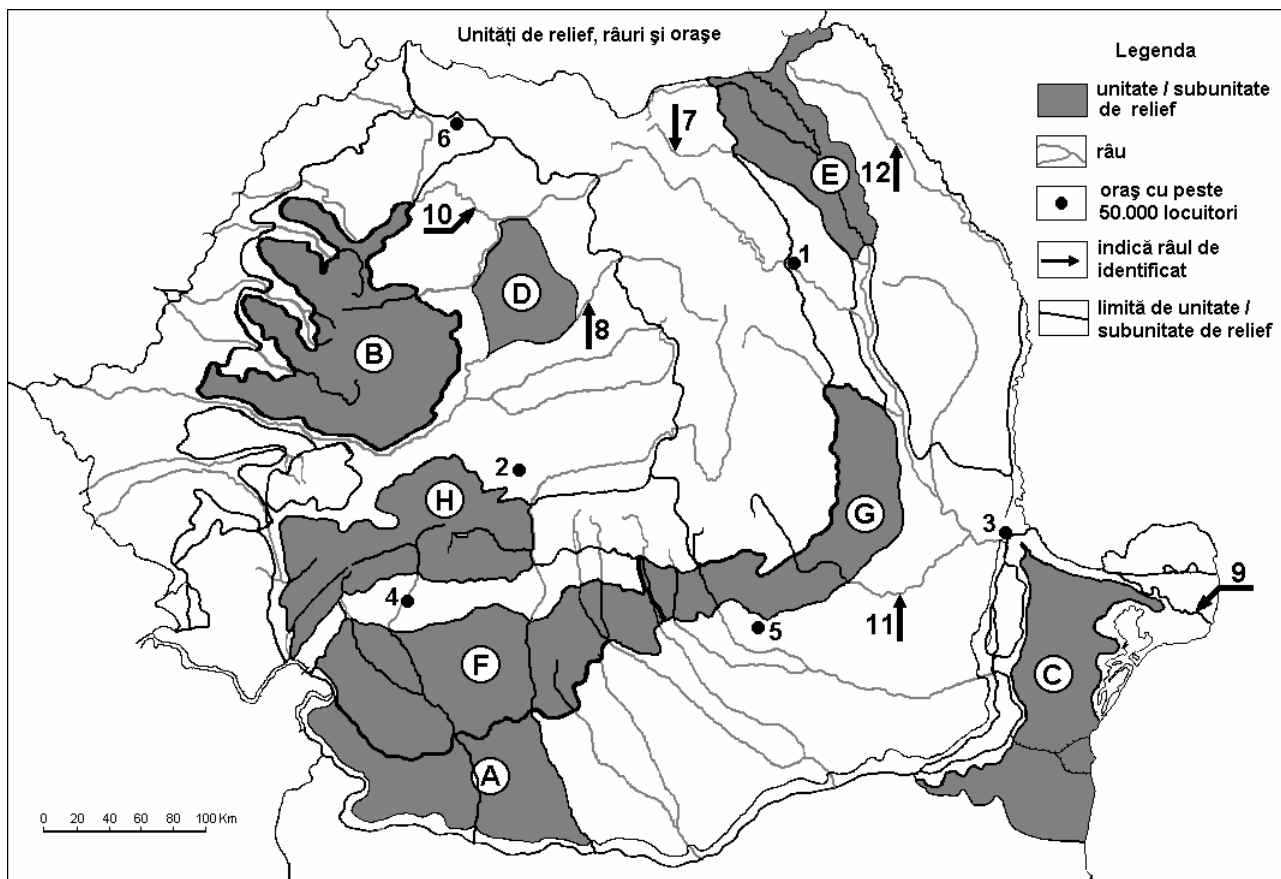 Unități de relief, râuri și orașe
Legenda
unitate / subunitate
de relief
râu
oraș cu peste
50.000 locuitori
indică râul de
identificat
limită de unitate /
subunitate de relief
7
6
E
12
10
1
D
8
B
2
H
G
3
9
4
5
11
F
C
A
0 20 40 60 80 100 Km